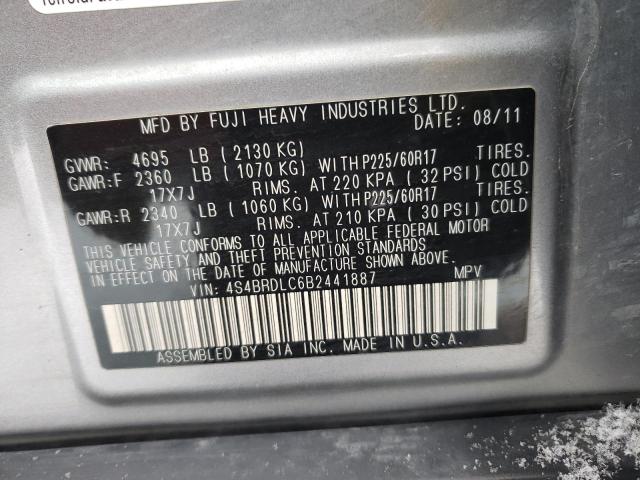 MFD BY FUJI HEAVY INDUSTRIES LTD.
DATE: 08/11
GVWR: 4695 LB (2130 KG)
GAWR:F 2360 LB (1070 KG) WITH P225/60R17 TIRES.
17X7J RIMS. AT 220 KPA (32 PSI) COLD
GAWR:R 2340 LB (1060 KG) WITH P225/60R17 TIRES.
17X7J RIMS. AT 210 KPA (30 PSI) COLD
THIS VEHICLE CONFORMS TO ALL APPLICABLE FEDERAL MOTOR
VEHICLE SAFETY AND THEFT PREVENTION STANDARDS
IN EFFECT ON THE DATE OF MANUFACTURE SHOWN ABOVE.
VIN: 4S4BRDLC6B2441887 MPV
ASSEMBLED BY SIA INC. MADE IN U.S.A.